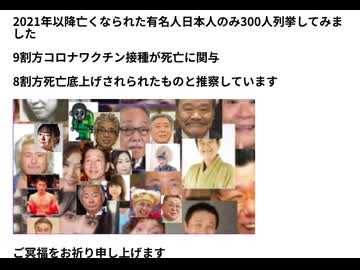 2021年以降亡くなられた有名人日本人のみ300人列挙してみま
した
9割方コロナワクチン接種が死亡に関与
8割方死亡底上げされられたものと推察しています
ご冥福をお祈り申し上げます